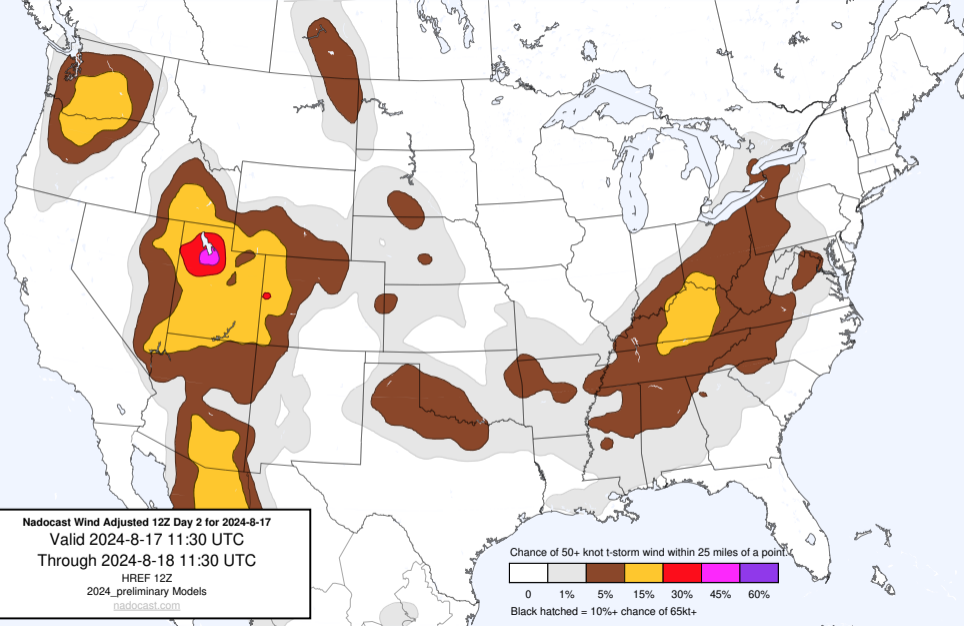 Nadocast Wind Adjusted 12Z Day 2 for 2024-8-17
Valid 2024-8-17 11:30 UTC
Through 2024-8-18 11:30 UTC
HREF 12Z
2024_preliminary Models
nadocast.com
Chance of 50+ knot t-storm wind within 25 miles of a point.
0 1% 5% 15% 30% 45% 60%
Black hatched = 10%+ chance of 65kt+